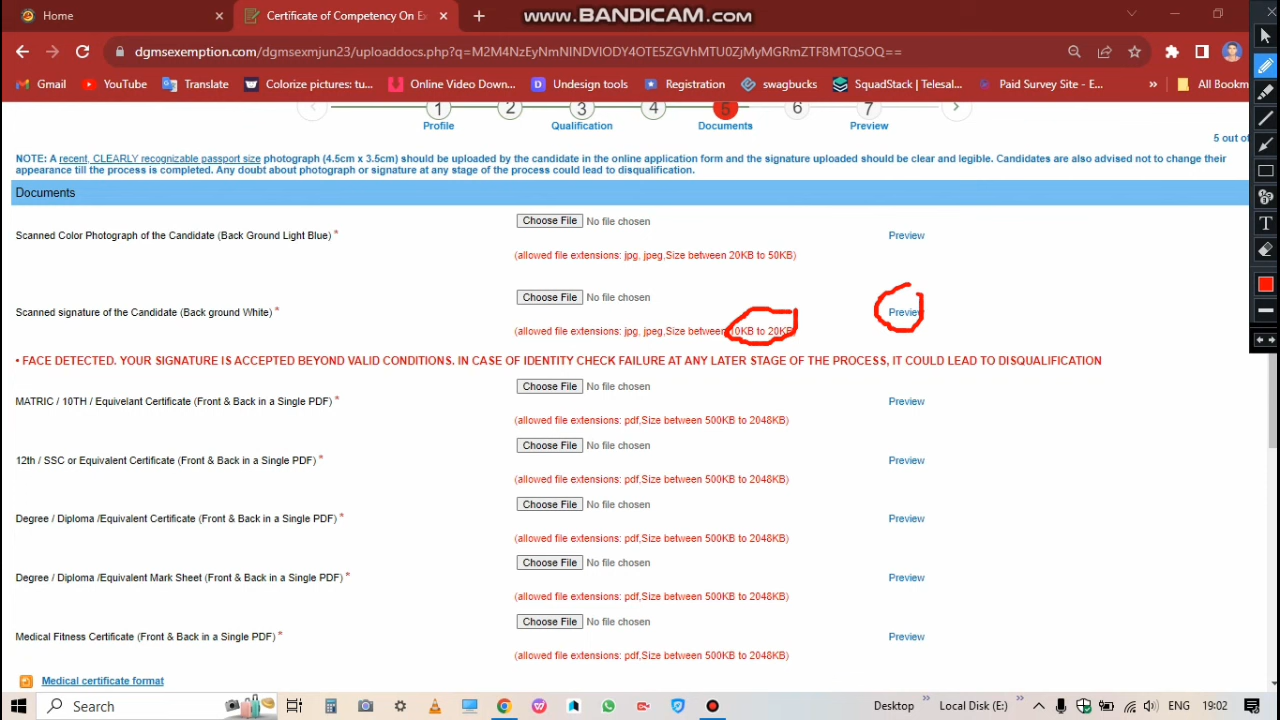 www.BANDICAM.com
Home
Certificate of Competency On Ex
dgmsexemption.com/dgmsexmjun23/uploaddocs.php?q=M2M4NzEyNmNlNDVlODY4OTE5ZGVhMTU0ZjMyMGRmZTF8MTQ5OQ==
Gmail YouTube Translate Colorize pictures: tu... Online Video Down... Undesign tools Registration swagbucks SquadStack | Telesal... Paid Survey Site - E... » All Bookm
1 2 3 4 5 6 7
Profile Qualification Documents Preview
5 out of
NOTE: A recent, CLEARLY recognizable passport size photograph (4.5cm x 3.5cm) should be uploaded by the candidate in the online application form and the signature uploaded should be clear and legible. Candidates are also advised not to change their
appearance till the process is completed. Any doubt about photograph or signature at any stage of the process could lead to disqualification.
Documents
Choose File No file chosen
Scanned Color Photograph of the Candidate (Back Ground Light Blue) * Preview
(allowed file extensions: jpg, jpeg,Size between 20KB to 50KB)
Choose File No file chosen
Scanned signature of the Candidate (Back ground White) * Preview
(allowed file extensions: jpg, jpeg,Size between 10KB to 20KB)
• FACE DETECTED. YOUR SIGNATURE IS ACCEPTED BEYOND VALID CONDITIONS. IN CASE OF IDENTITY CHECK FAILURE AT ANY LATER STAGE OF THE PROCESS, IT COULD LEAD TO DISQUALIFICATION
Choose File No file chosen
MATRIC / 10TH / Equivelant Certificate (Front & Back in a Single PDF) * Preview
(allowed file extensions: pdf,Size between 500KB to 2048KB)
Choose File No file chosen
12th / SSC or Equivalent Certificate (Front & Back in a Single PDF) * Preview
(allowed file extensions: pdf,Size between 500KB to 2048KB)
Choose File No file chosen
Degree / Diploma /Equivalent Certificate (Front & Back in a Single PDF) * Preview
(allowed file extensions: pdf,Size between 500KB to 2048KB)
Choose File No file chosen
Degree / Diploma /Equivalent Mark Sheet (Front & Back in a Single PDF) * Preview
(allowed file extensions: pdf,Size between 500KB to 2048KB)
Choose File No file chosen
Medical Fitness Certificate (Front & Back in a Single PDF) * Preview
(allowed file extensions: pdf,Size between 500KB to 2048KB)
Medical certificate format
Search Desktop » Local Disk (E:) » ENG 19:02